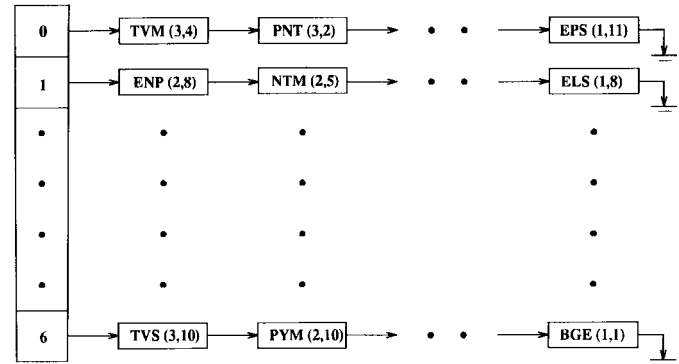 0 TVM (3,4) PNT (3,2) EPS (1,11)
1 ENP (2,8) NTM (2,5) ELS (1,8)
6 TVS (3,10) PYM (2,10) BGE (1,1)